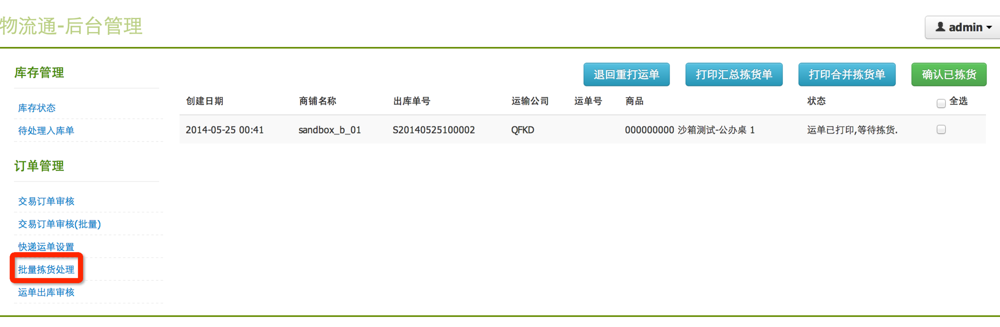 物流通-后台管理
admin
库存管理
库存状态
待处理入库单
订单管理
交易订单审核
交易订单审核(批量)
快递运单设置
批量拣货处理
运单出库审核
退回重打运单 打印汇总拣货单 打印合并拣货单 确认已拣货
创建日期 商铺名称 出库单号 运输公司 运单号 商品 状态 全选
2014-05-25 00:41 sandbox_b_01 S20140525100002 QFKD 000000000 沙箱测试-公办桌 1 运单已打印,等待拣货.